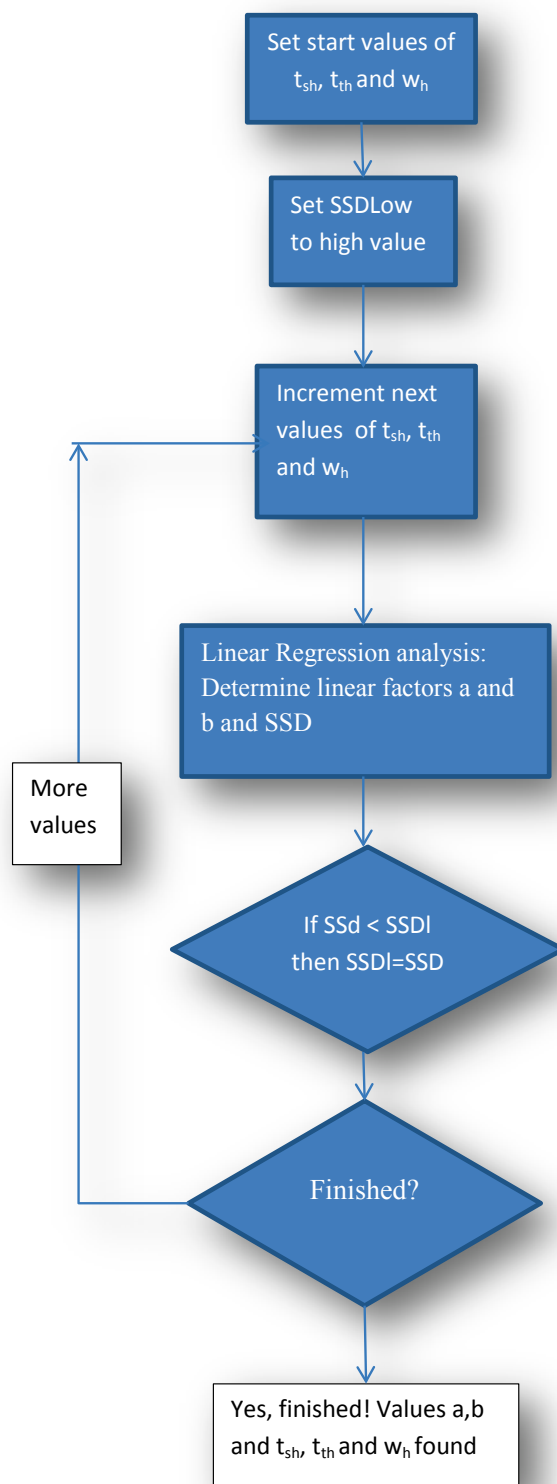 Set start values of
tsh, tth and wh
Set SSDLow
to high value
Increment next
values of tsh, tth
and wh
Linear Regression analysis:
Determine linear factors a and
b and SSD
More
values
If SSd < SSDl
then SSDl=SSD
Finished?
Yes, finished! Values a,b
and tsh, tth and wh found